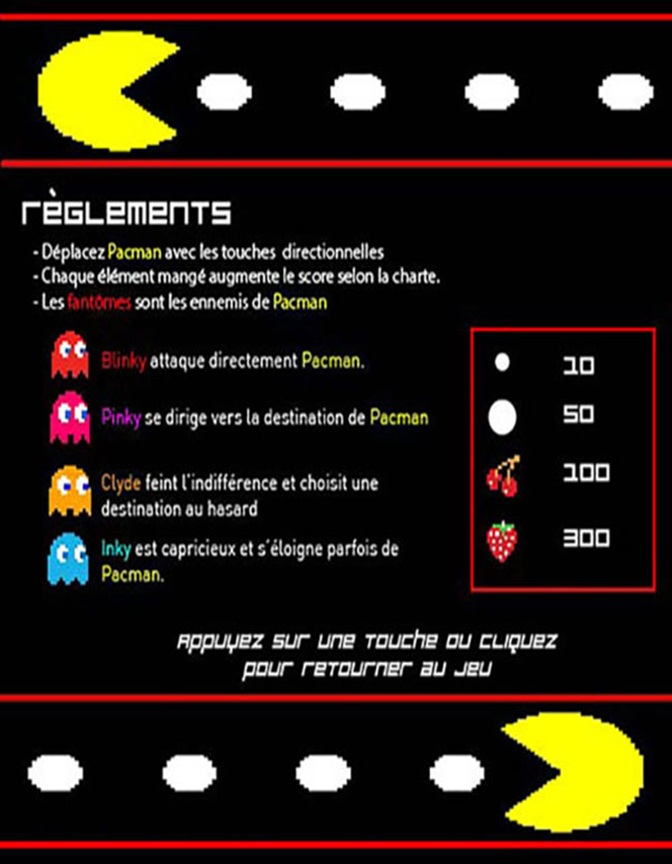 RÈGLEMENTS
- Déplacez Pacman avec les touches directionnelles
- Chaque élément mangé augmente le score selon la charte.
- Les fantômes sont les ennemis de Pacman
Blinky attaque directement Pacman.
Pinky se dirige vers la destination de Pacman
Clyde feint l'indifférence et choisit une
destination au hasard
Inky est capricieux et s'éloigne parfois de
Pacman.
10
50
100
300
Appuyez sur une touche ou cliquez
pour retourner au jeu